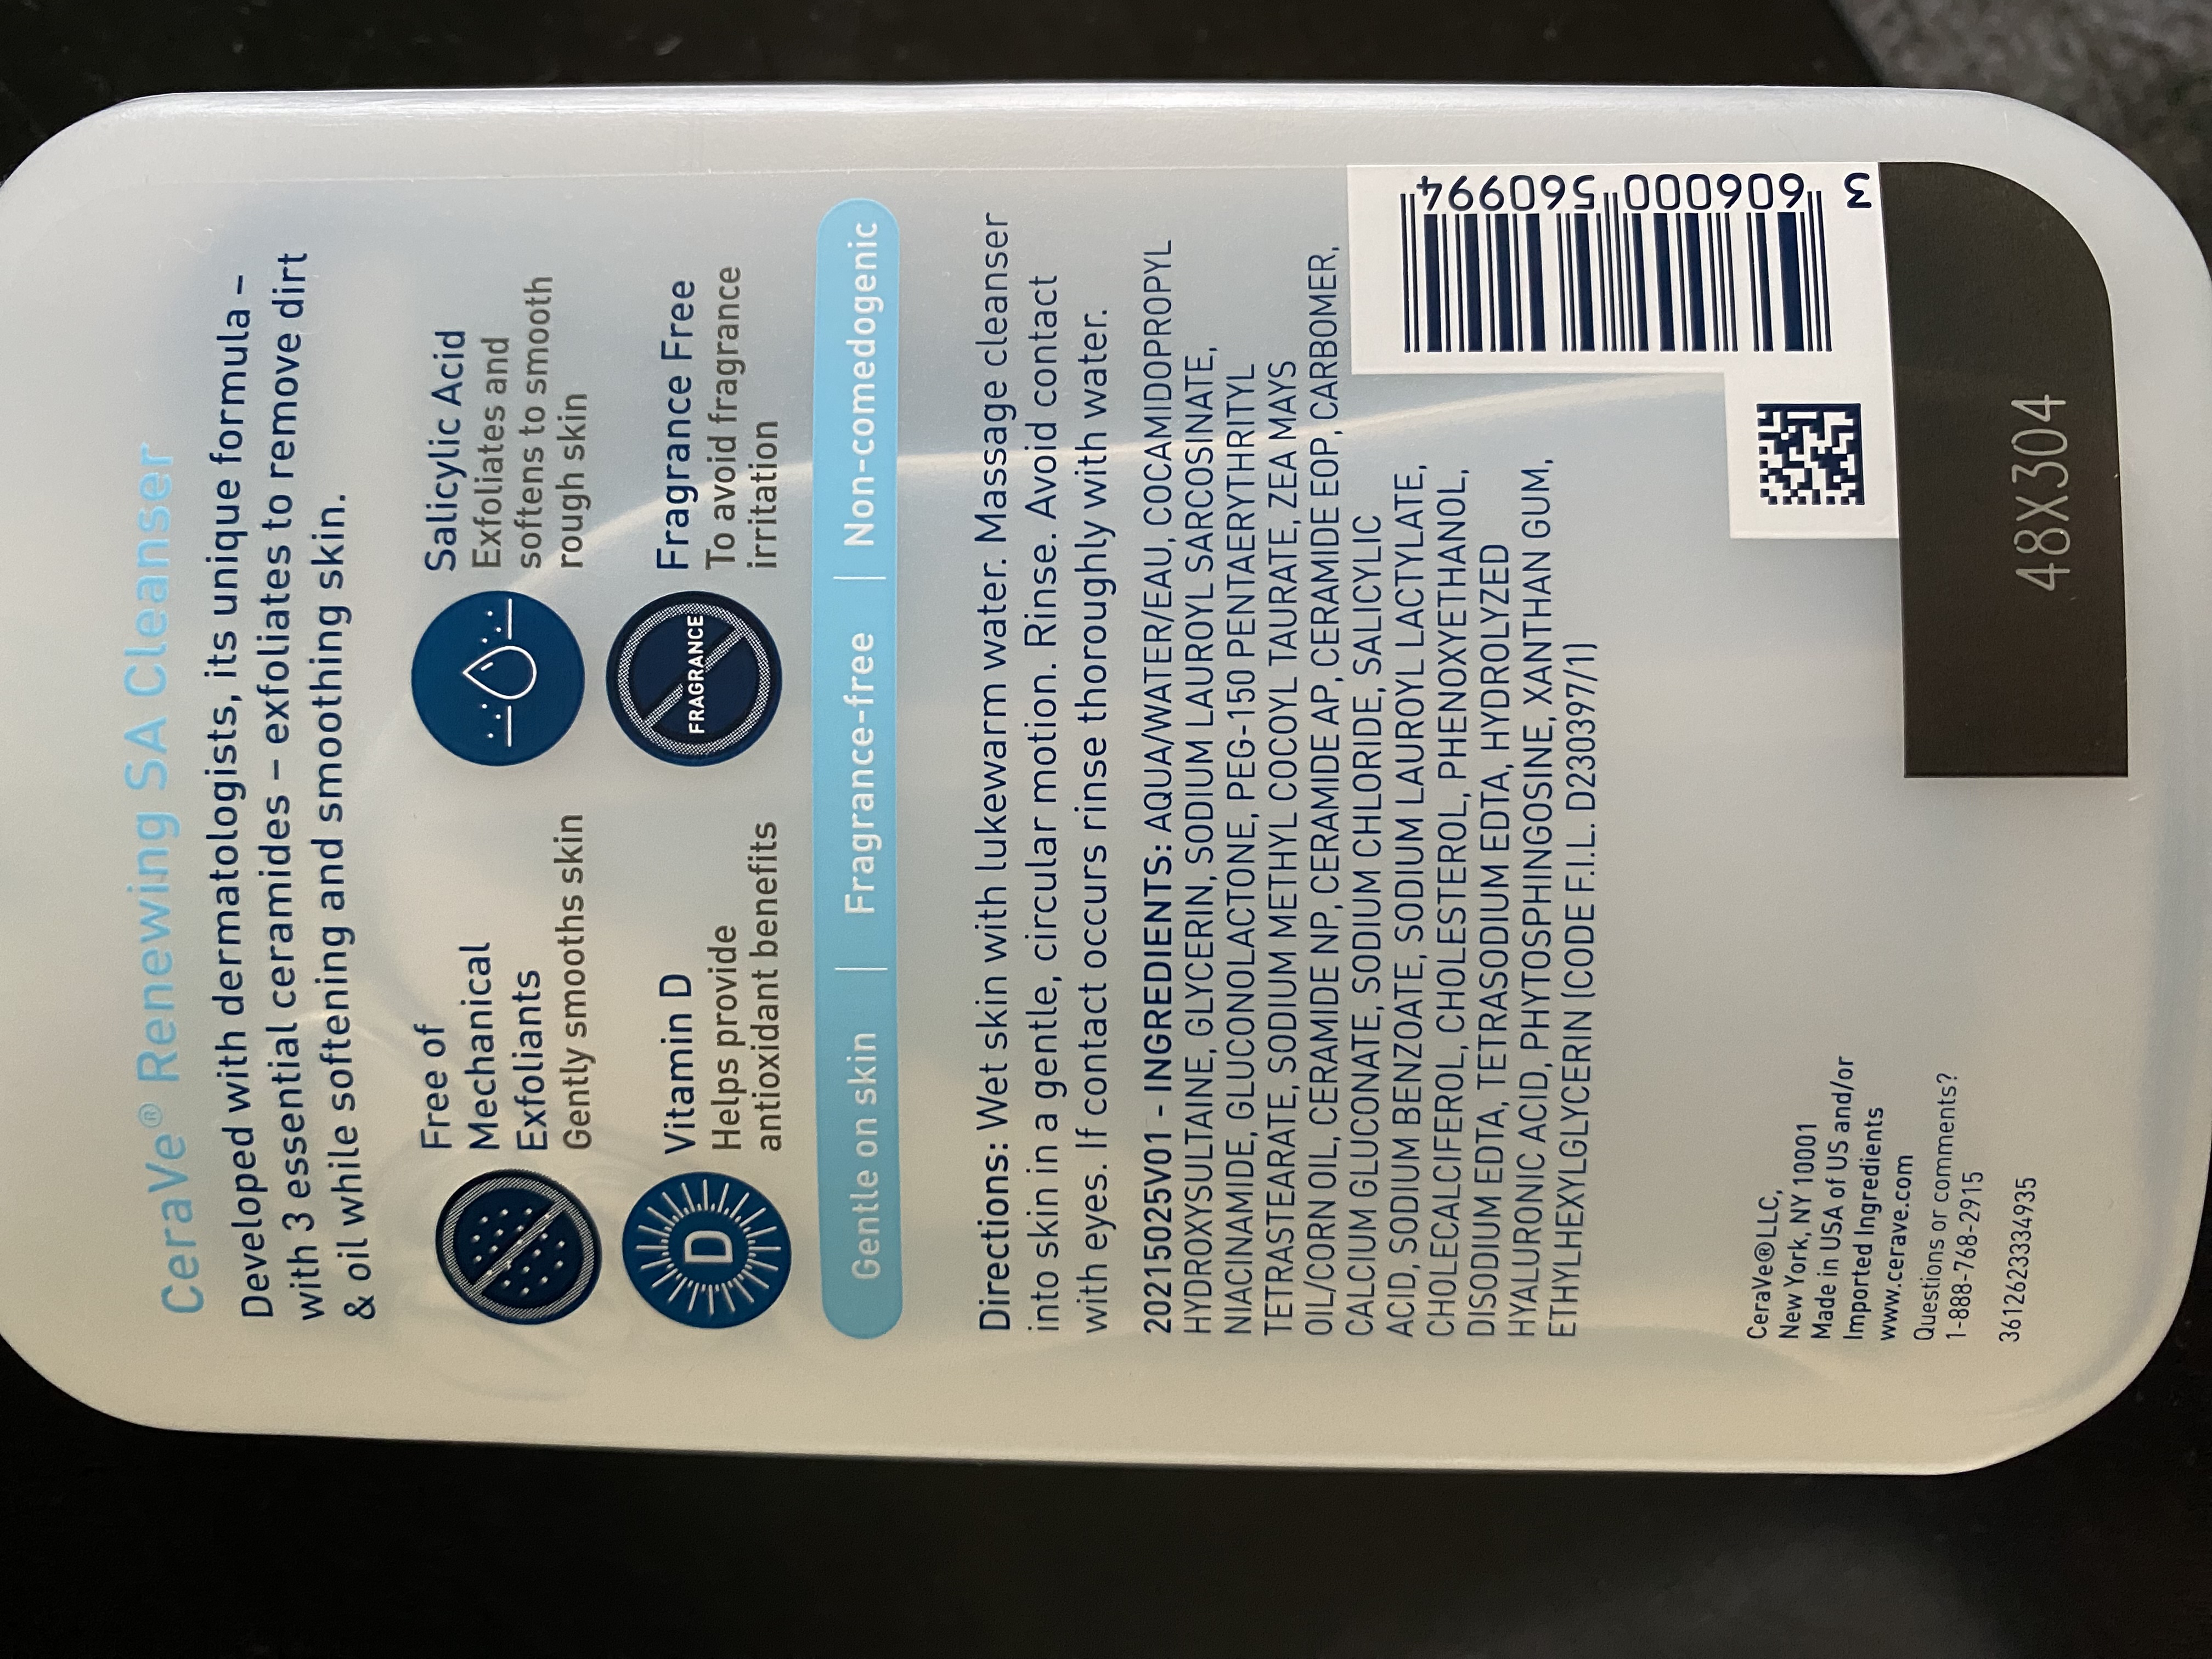 CeraVe® Renewing SA Cleanser
Developed with dermatologists, its unique formula –
with 3 essential ceramides – exfoliates to remove dirt
& oil while softening and smoothing skin.
Free of
Mechanical
Exfoliants
Gently smooths skin
Salicylic Acid
Exfoliates and
softens to smooth
rough skin
D
Vitamin D
Helps provide
antioxidant benefits
FRAGRANCE
Fragrance Free
To avoid fragrance
irritation
Gentle on skin | Fragrance-free | Non-comedogenic
Directions: Wet skin with lukewarm water. Massage cleanser
into skin in a gentle, circular motion. Rinse. Avoid contact
with eyes. If contact occurs rinse thoroughly with water.
20215025V01 - INGREDIENTS: AQUA/WATER/EAU, COCAMIDOPROPYL
HYDROXYSULTAINE, GLYCERIN, SODIUM LAUROYL SARCOSINATE,
NIACINAMIDE, GLUCONOLACTONE, PEG-150 PENTAERYTHRITYL
TETRASTEARATE, SODIUM METHYL COCOYL TAURATE, ZEA MAYS
OIL/CORN OIL, CERAMIDE NP, CERAMIDE AP, CERAMIDE EOP, CARBOMER,
CALCIUM GLUCONATE, SODIUM CHLORIDE, SALICYLIC
ACID, SODIUM BENZOATE, SODIUM LAUROYL LACTYLATE,
CHOLECALCIFEROL, CHOLESTEROL, PHENOXYETHANOL,
DISODIUM EDTA, TETRASODIUM EDTA, HYDROLYZED
HYALURONIC ACID, PHYTOSPHINGOSINE, XANTHAN GUM,
ETHYLHEXYLGLYCERIN (CODE F.I.L. D230397/1)
3 606000 560994
CeraVe® LLC,
New York, NY 10001
Made in USA of US and/or
Imported Ingredients
www.cerave.com
Questions or comments?
1-888-768-2915
3612623334935
48X304